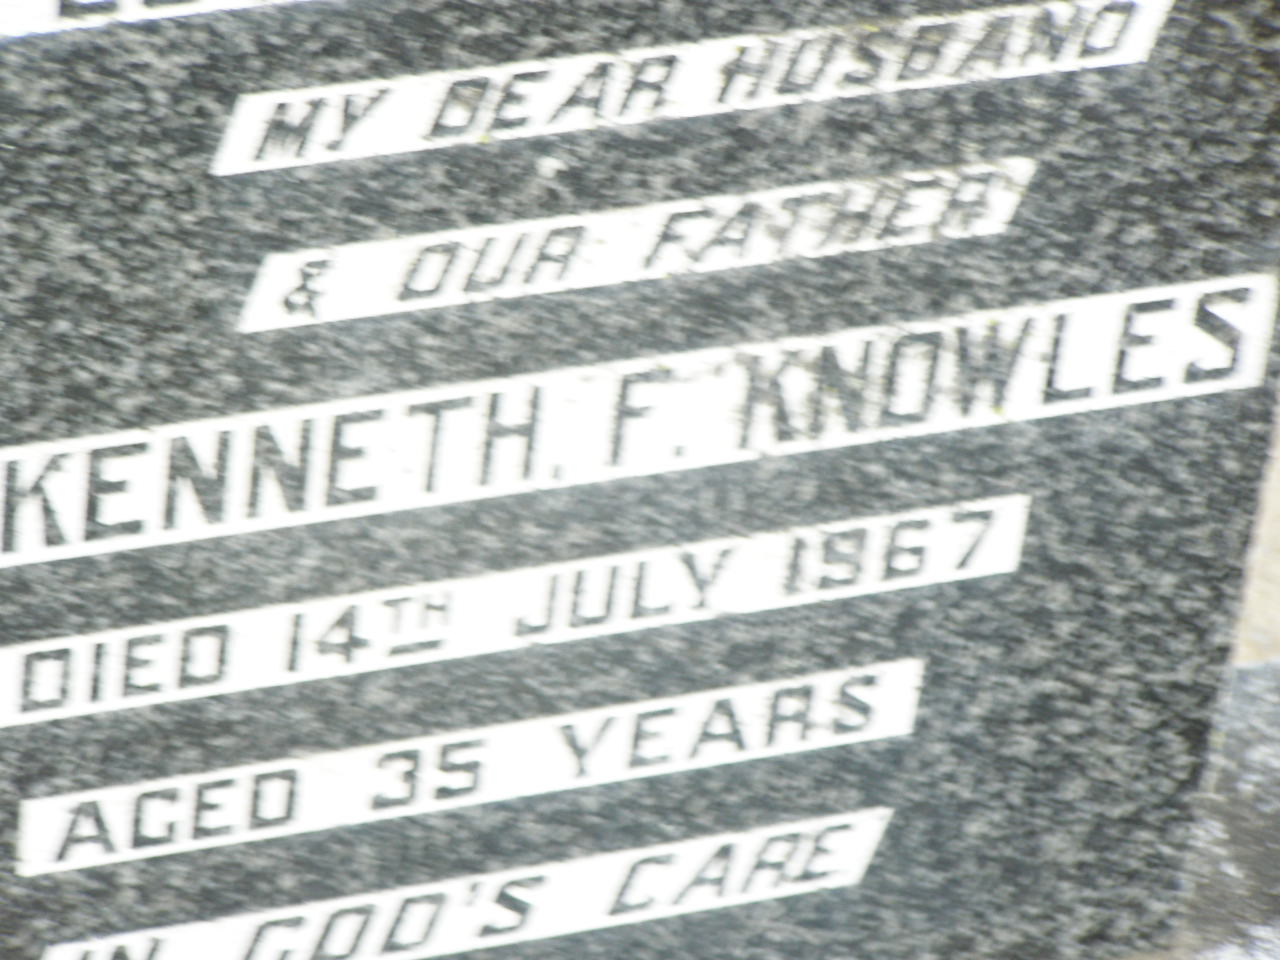 MY DEAR HUSBAND
& OUR FATHER
KENNETH. F. KNOWLES
DIED 14TH JULY 1967
AGED 35 YEARS
IN GOD'S CARE